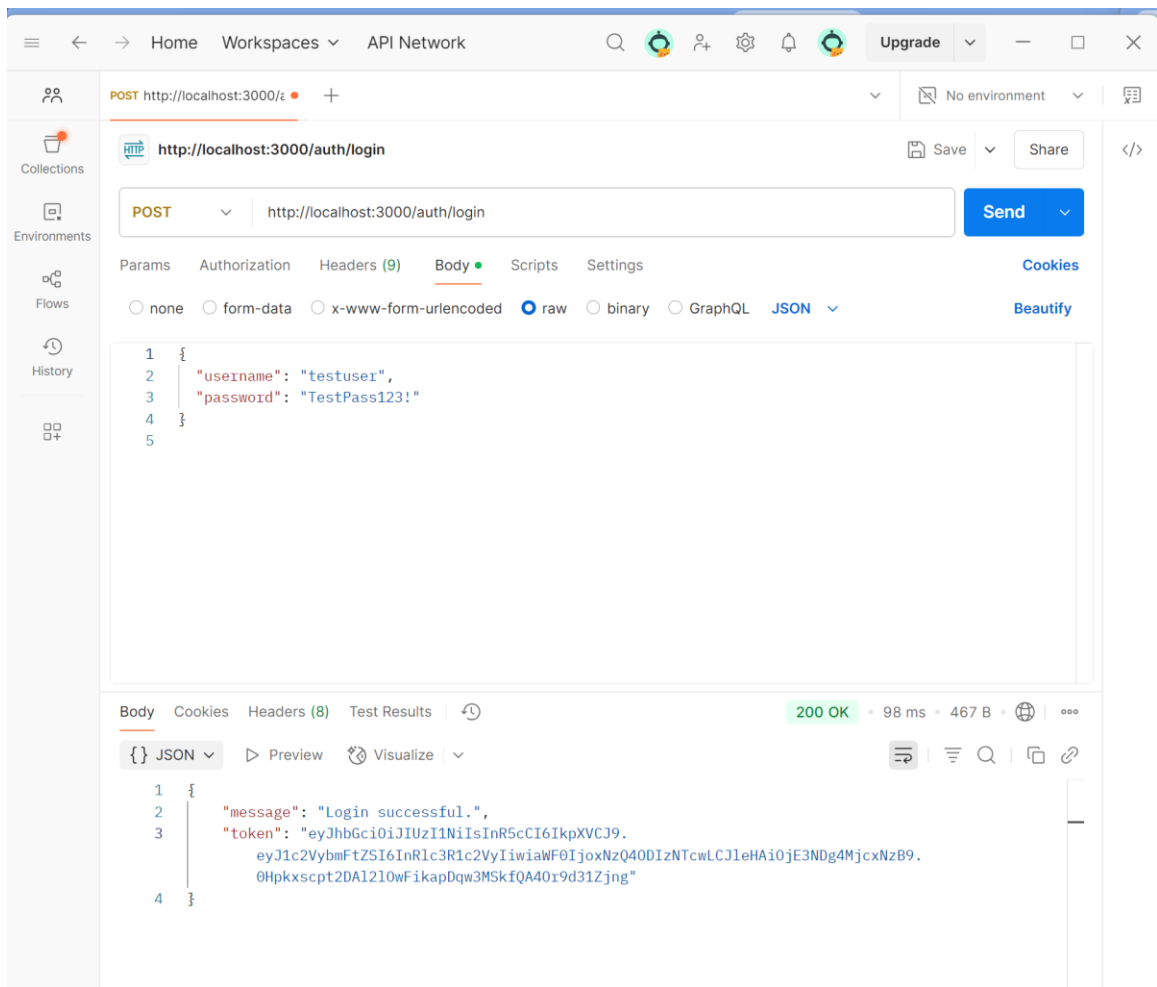 Home Workspaces API Network Upgrade
POST http://localhost:3000/a No environment
Collections
Environments
Flows
History
HTTP http://localhost:3000/auth/login Save Share
POST http://localhost:3000/auth/login Send
Params Authorization Headers (9) Body Scripts Settings Cookies
none form-data x-www-form-urlencoded raw binary GraphQL JSON Beautify
1 {
2 "username": "testuser",
3 "password": "TestPass123!"
4 }
5
Body Cookies Headers (8) Test Results 200 OK 98 ms 467 B
{} JSON Preview Visualize
1 {
2 "message": "Login successful.",
3 "token": "eyJhbGciOiJIUzI1NiIsInR5cCI6IkpXVCJ9.
eyJ1c2VybmFtZSI6InRlc3R1c2VyIiwiaWF0IjoxNzQ4ODIzNTcwLCJleHAiOjE3NDg4MjcxNzB9.
0Hpkxscpt2DAl2lOwFikapDqw3MSkfQA4Or9d31Zjng"
4 }